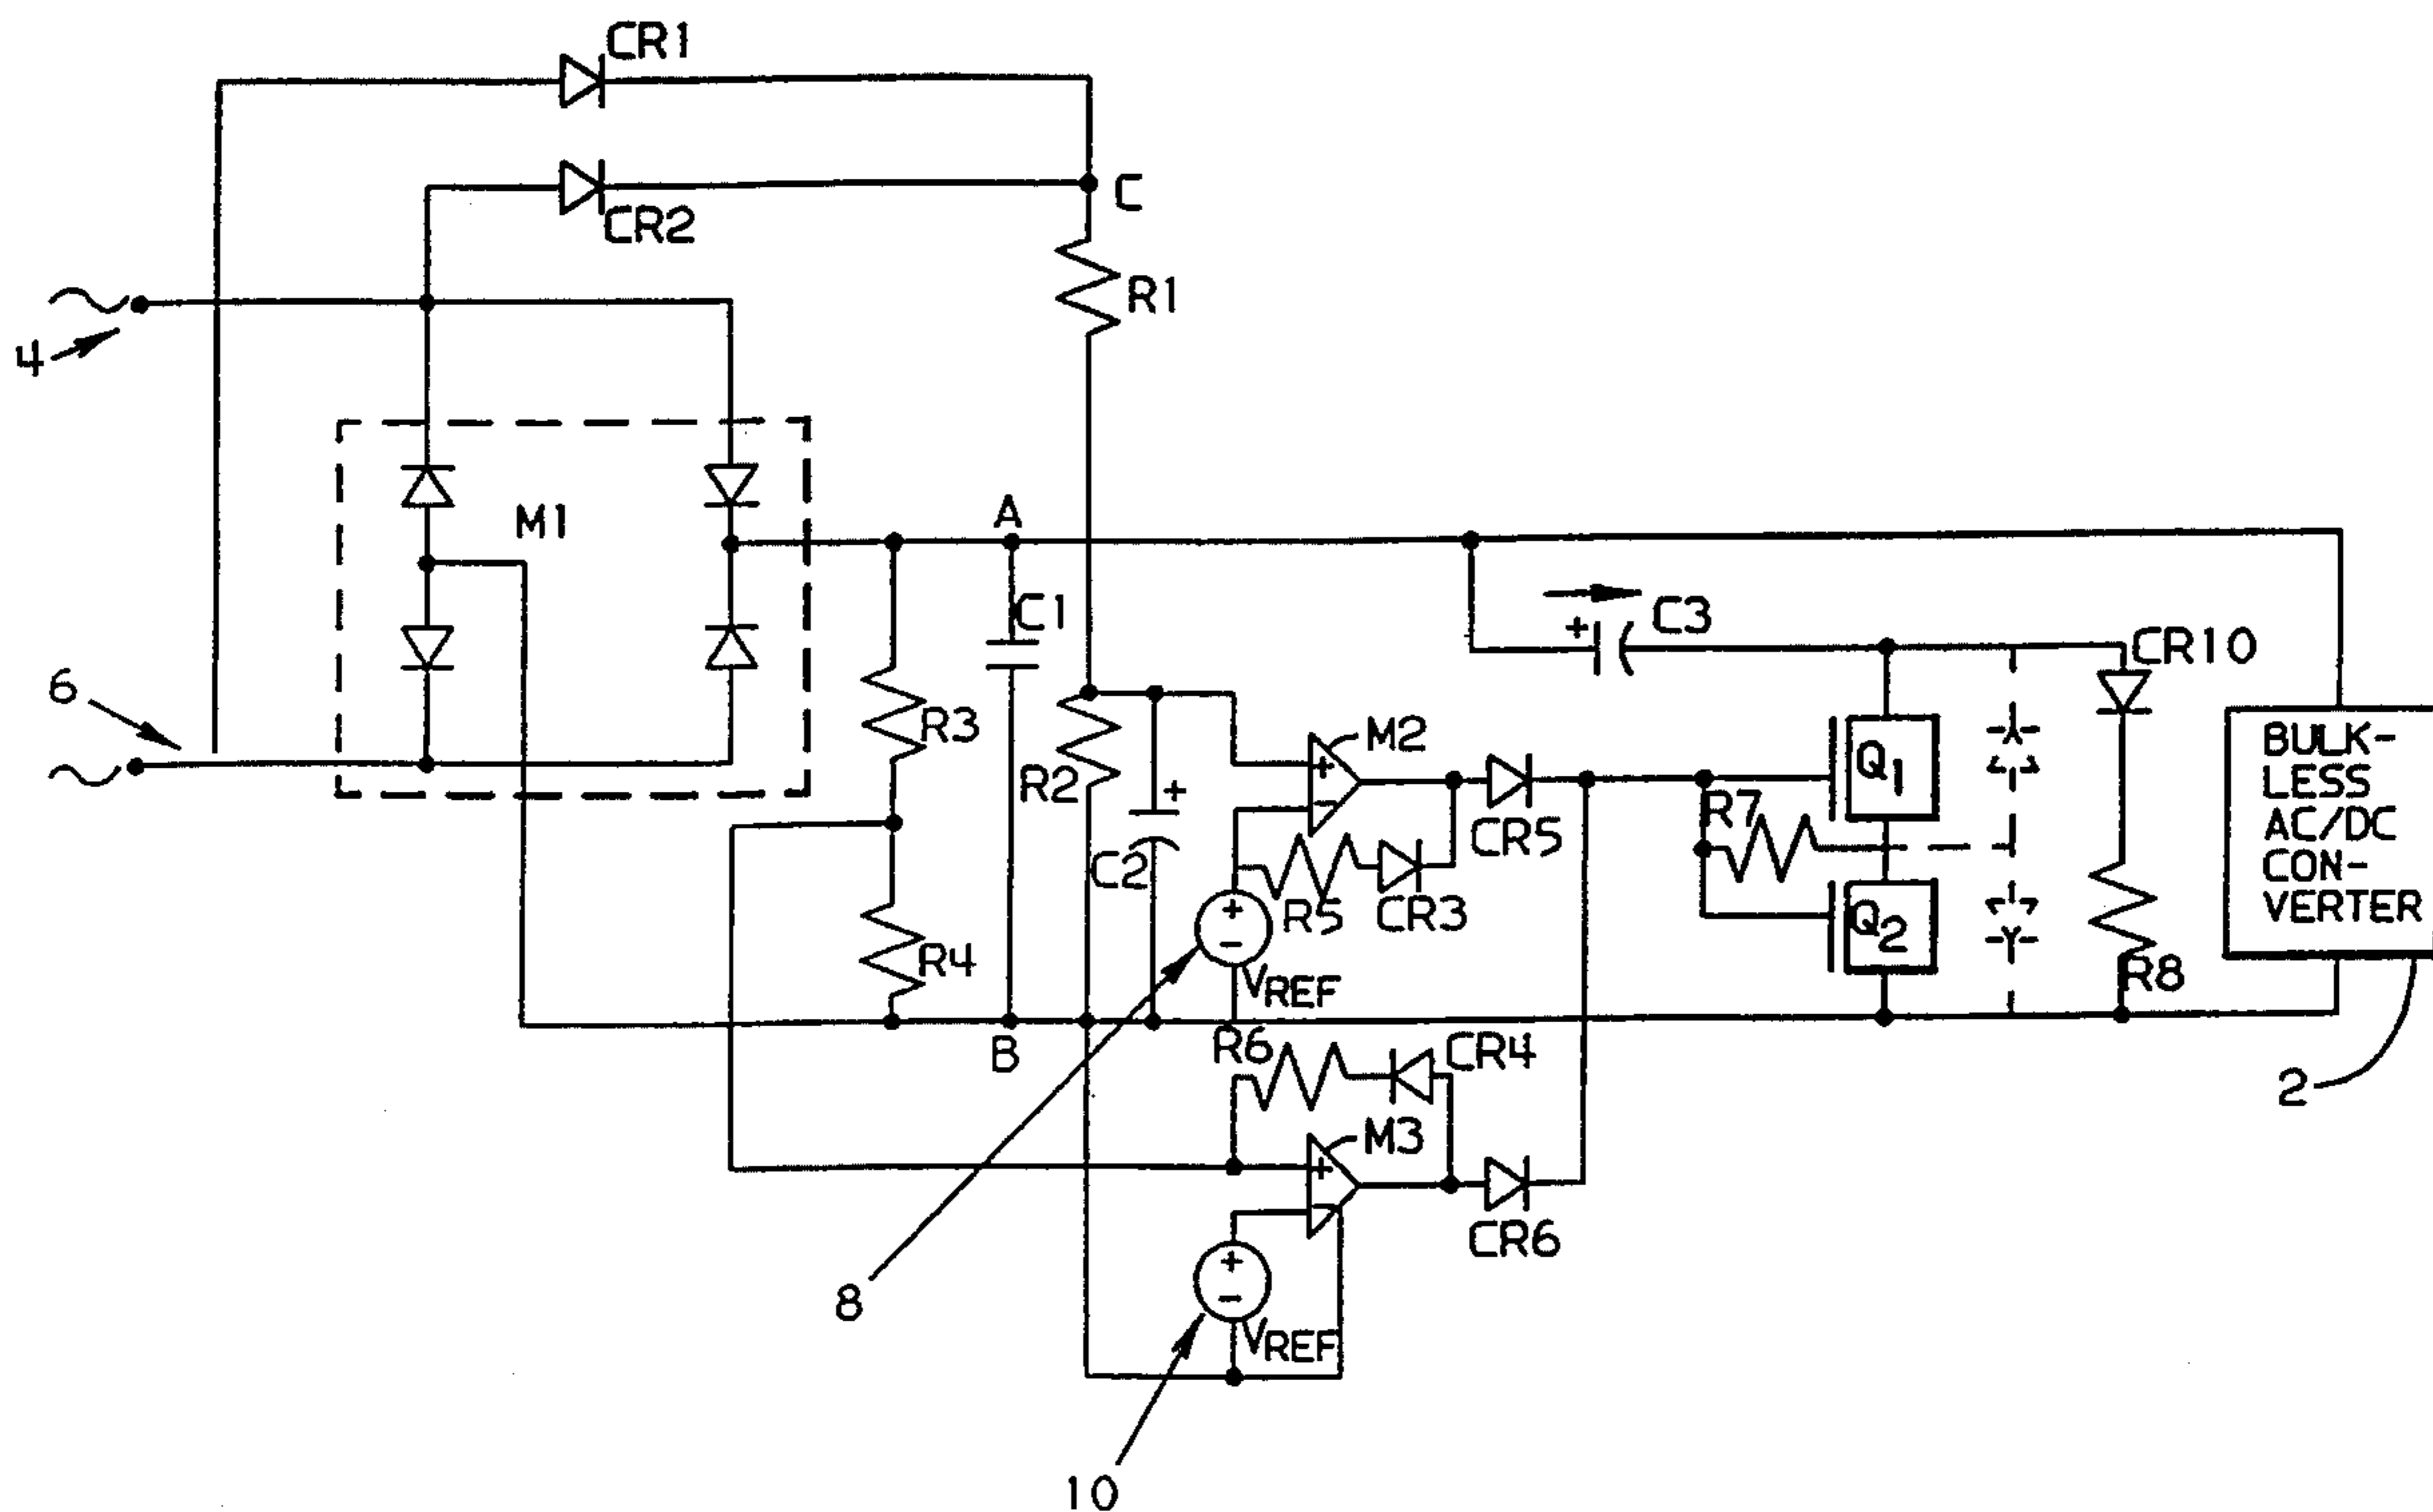 CR1
C
CR2
R1
4
M1
A
C1
C3
CR10
6
R3
M2
BULK-
LESS
AC/DC
CON-
VERTER
R2
+
Q1
R7
CR5
C2
R5
CR3
Q2
R4
VREF
R8
B
R6
CR4
2
M3
CR6
8
VREF
10